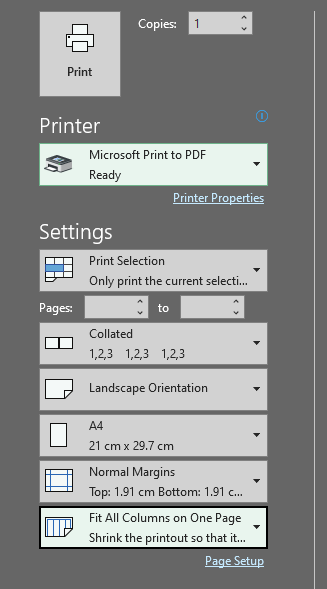 Copies: 1
Print
Printer
Microsoft Print to PDF
Ready
Printer Properties
Settings
Print Selection
Only print the current selecti...
Pages: to
Collated
1,2,3 1,2,3 1,2,3
Landscape Orientation
A4
21 cm x 29.7 cm
Normal Margins
Top: 1.91 cm Bottom: 1.91 c...
Fit All Columns on One Page
Shrink the printout so that it...
Page Setup